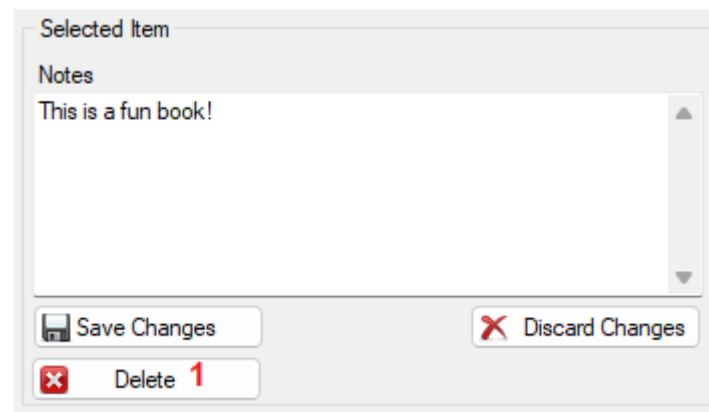 Selected Item
Notes
This is a fun book!
Save Changes
Discard Changes
Delete 1